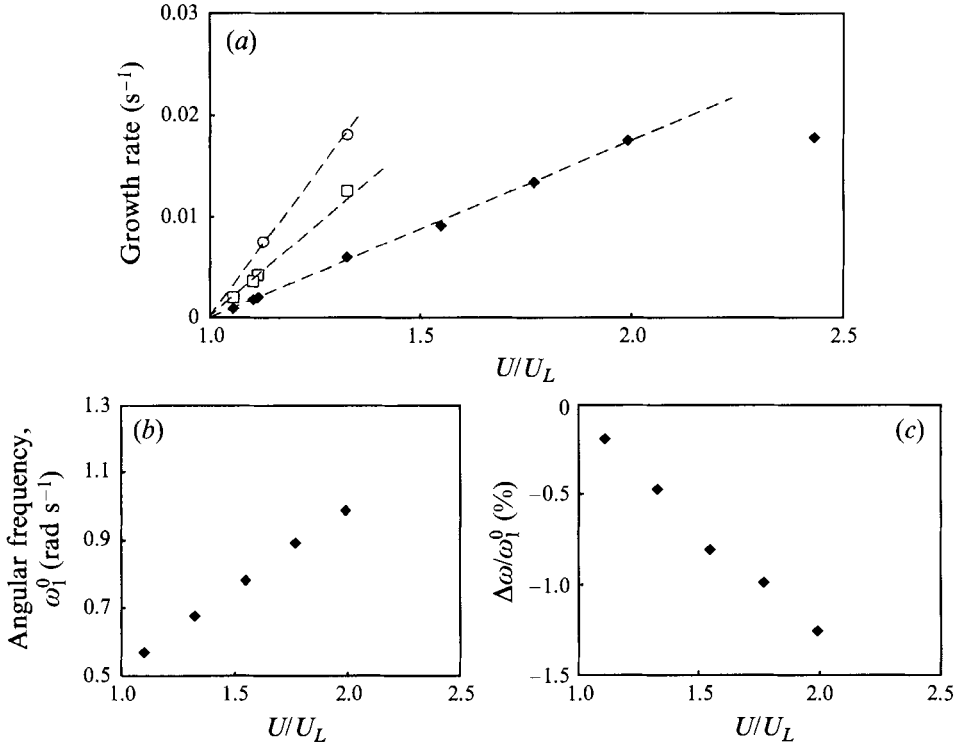 (a)
Growth rate (s⁻¹)
0.03
0.02
0.01
0
1.0 1.5 2.0 2.5
U/U_L
(b)
Angular frequency,
ω₁⁰ (rad s⁻¹)
1.3
1.1
0.9
0.7
0.5
1.0 1.5 2.0 2.5
U/U_L
(c)
Δω/ω₁⁰ (%)
0
−0.5
−1.0
−1.5
1.0 1.5 2.0 2.5
U/U_L